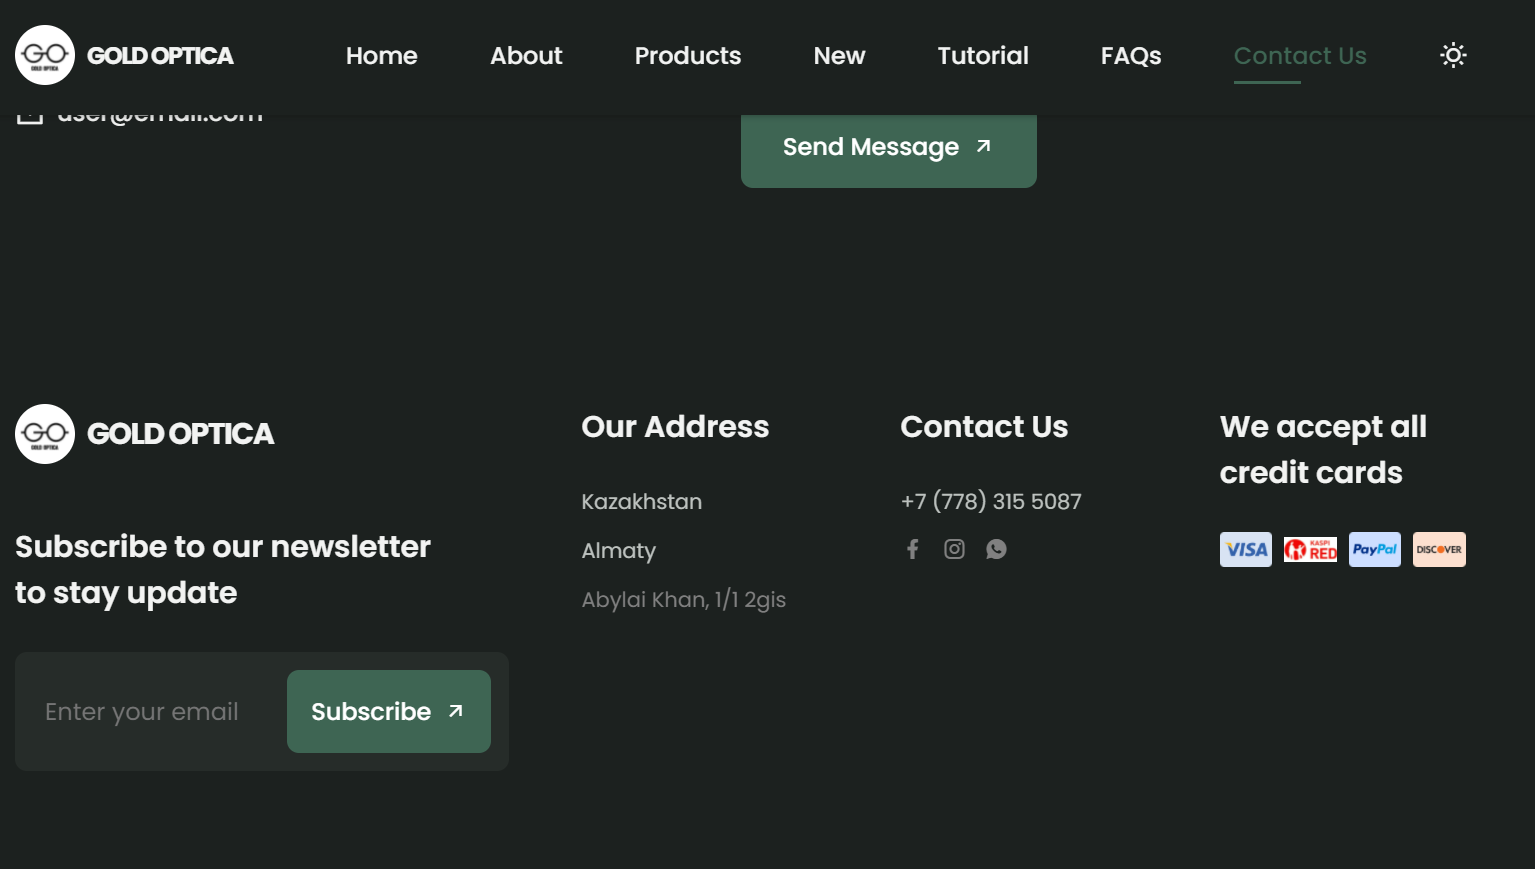 GOLD OPTICA
Home
About
Products
New
Tutorial
FAQs
Contact Us
user@email.com
Send Message
GO
GOLD OPTICA
GOLD OPTICA
Subscribe to our newsletter
to stay update
Enter your email
Subscribe
Our Address
Kazakhstan
Almaty
Abylai Khan, 1/1 2gis
Contact Us
+7 (778) 315 5087
We accept all
credit cards
VISA
KASPI
RED
PayPal
DISCOVER